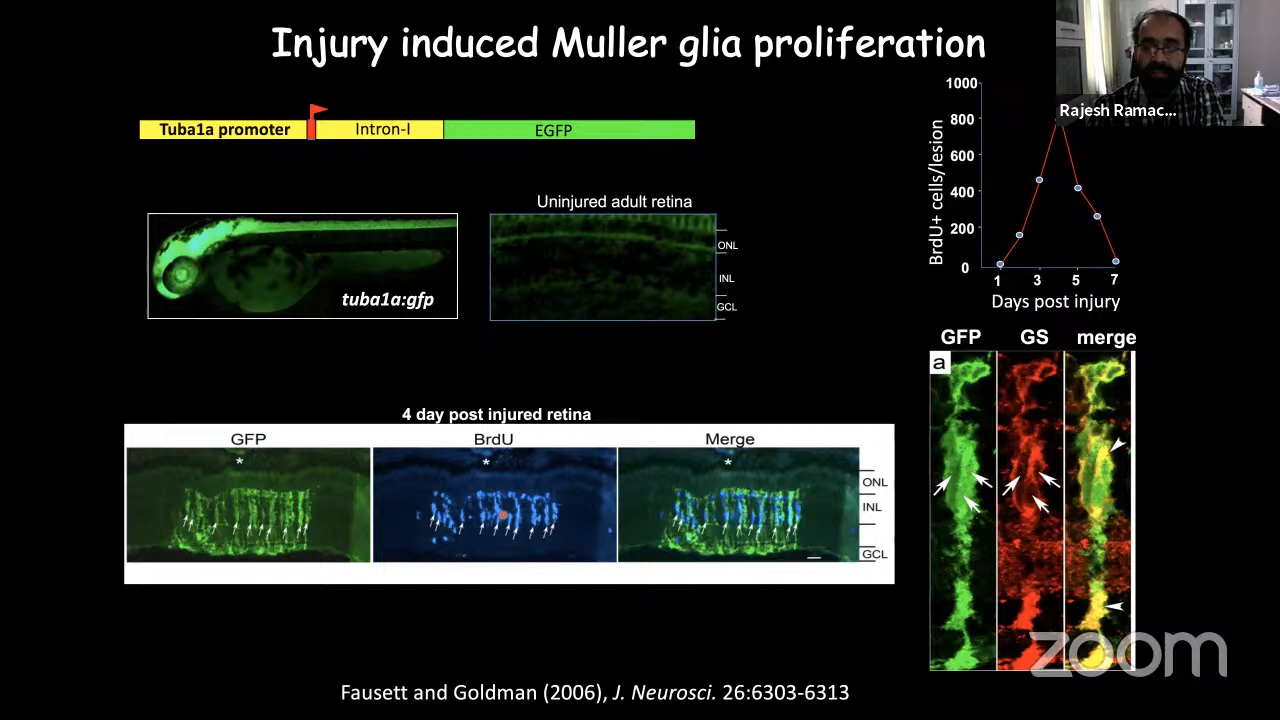 Injury induced Muller glia proliferation
Rajesh Ramac...
Tuba1a promoter Intron-I EGFP
tuba1a:gfp
Uninjured adult retina
ONL
INL
GCL
BrdU+ cells/lesion
1000
800
600
400
200
0
1 3 5 7
Days post injury
4 day post injured retina
GFP BrdU Merge
* * *
ONL
INL
GCL
GFP GS merge
a
zoom
Fausett and Goldman (2006), J. Neurosci. 26:6303-6313